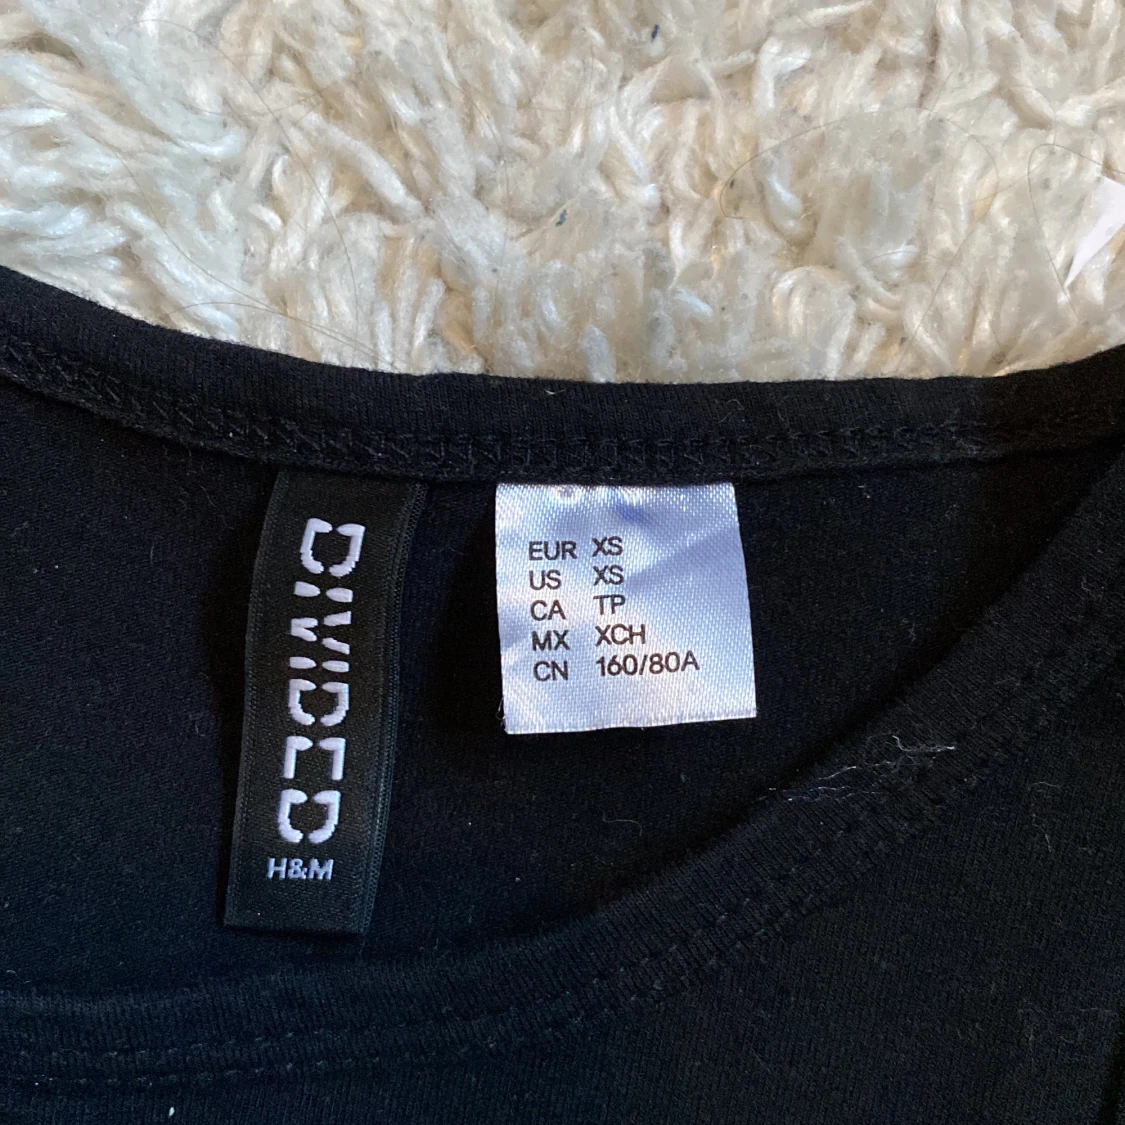 DIVIDED
H&M
EUR XS
US XS
CA TP
MX XCH
CN 160/80A